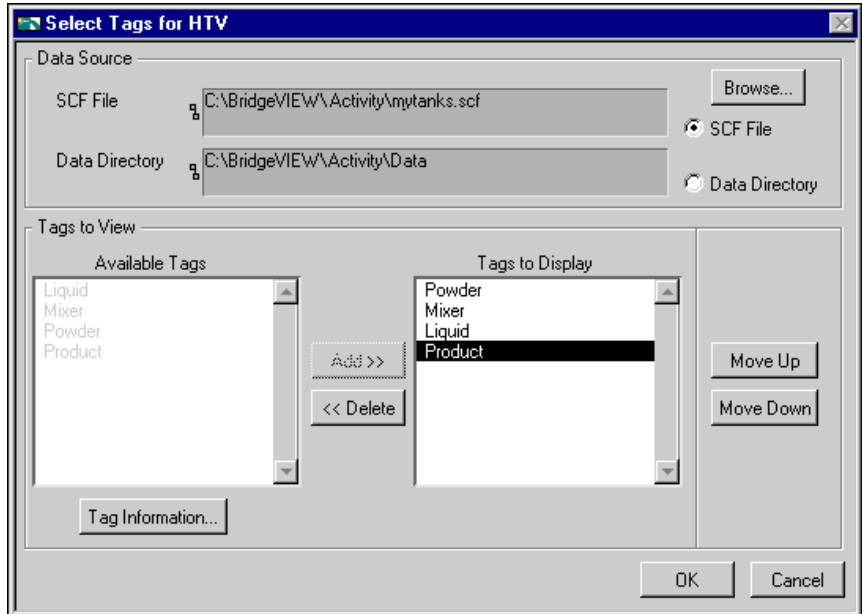 Select Tags for HTV
Data Source
SCF File
C:\BridgeVIEW\Activity\mytanks.scf
Browse...
SCF File
Data Directory
C:\BridgeVIEW\Activity\Data
Data Directory
Tags to View
Available Tags
Liquid
Mixer
Powder
Product
Add >>
<< Delete
Tags to Display
Powder
Mixer
Liquid
Product
Move Up
Move Down
Tag Information...
OK
Cancel